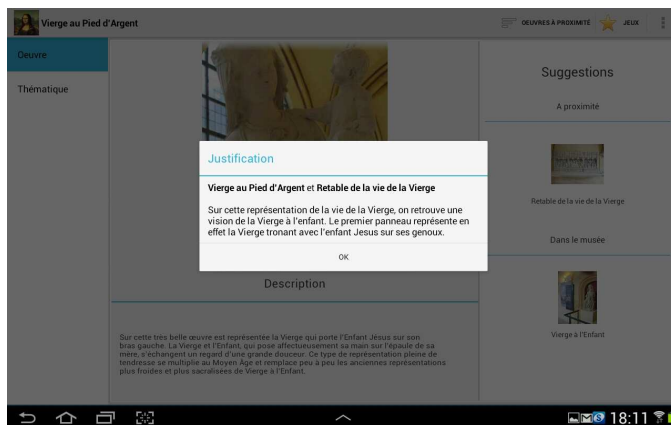 Vierge au Pied d'Argent
OEUVRES À PROXIMITÉ
JEUX
Oeuvre
Thématique
Justification
Vierge au Pied d'Argent et Retable de la vie de la Vierge
Sur cette représentation de la vie de la Vierge, on retrouve une
vision de la Vierge à l'enfant. Le premier panneau représente en
effet la Vierge tronant avec l'enfant Jesus sur ses genoux.
OK
Description
Sur cette très belle œuvre est représentée la Vierge qui porte l'Enfant Jésus sur son
bras gauche. La Vierge et l'Enfant, qui pose affectueusement sa main sur l'épaule de sa
mère, s'échangent un regard d'une grande douceur. Ce type de représentation pleine de
tendresse se multiplie au Moyen Âge et remplace peu à peu les anciennes représentations
plus froides et plus sacralisées de Vierge à l'Enfant.
Suggestions
A proximité
Retable de la vie de la Vierge
Dans le musée
Vierge à l'Enfant
18:11